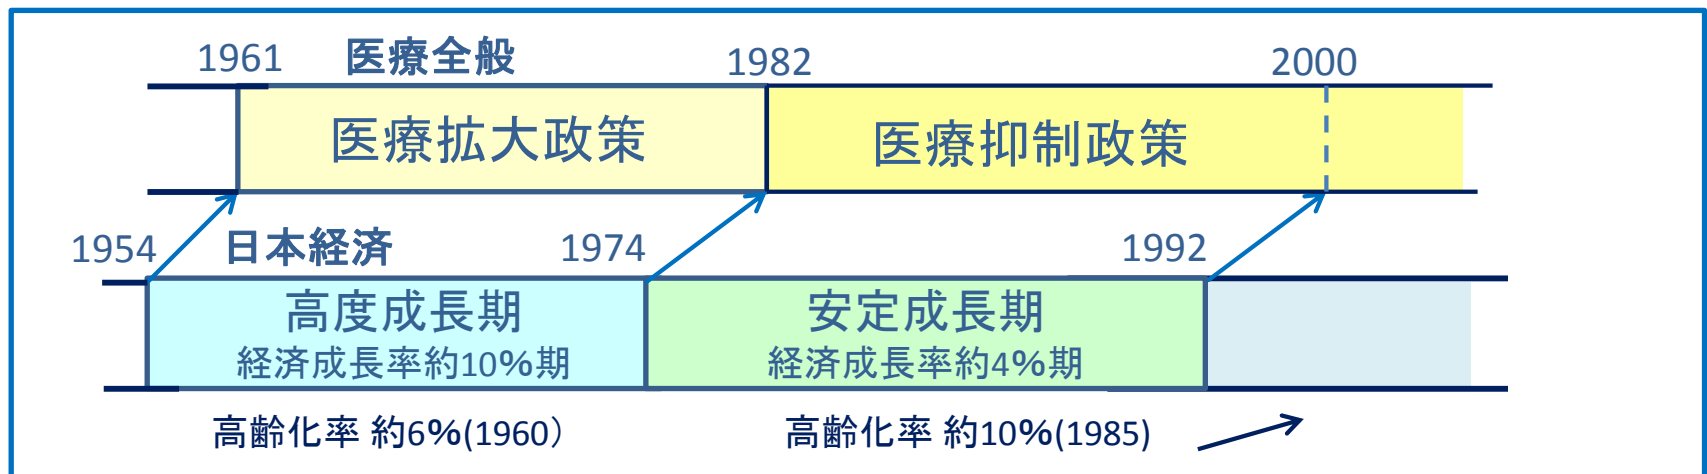 1961 医療全般 1982 2000
医療拡大政策 医療抑制政策
1954 日本経済 1974 1992
高度成長期 安定成長期
経済成長率約10%期 経済成長率約4%期
高齢化率 約6%(1960） 高齢化率 約10%(1985)